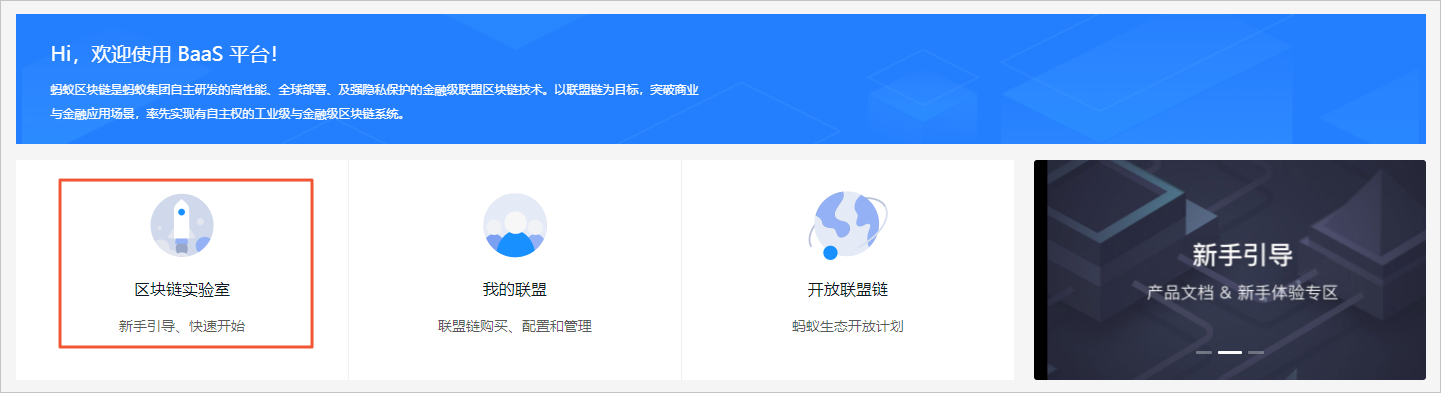 Hi，欢迎使用 BaaS 平台！
蚂蚁区块链是蚂蚁集团自主研发的高性能、全球部署、及强隐私保护的金融级联盟区块链技术。以联盟链为目标，突破商业
与金融应用场景，率先实现有自主权的工业级与金融级区块链系统。
区块链实验室
新手引导、快速开始
我的联盟
联盟链购买、配置和管理
开放联盟链
蚂蚁生态开放计划
新手引导
产品文档 & 新手体验专区